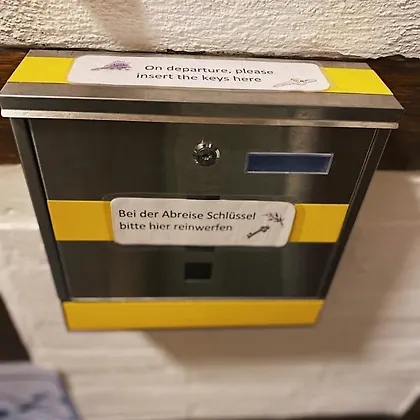 On departure, please
insert the keys here
Bei der Abreise Schlüssel
bitte hier reinwerfen